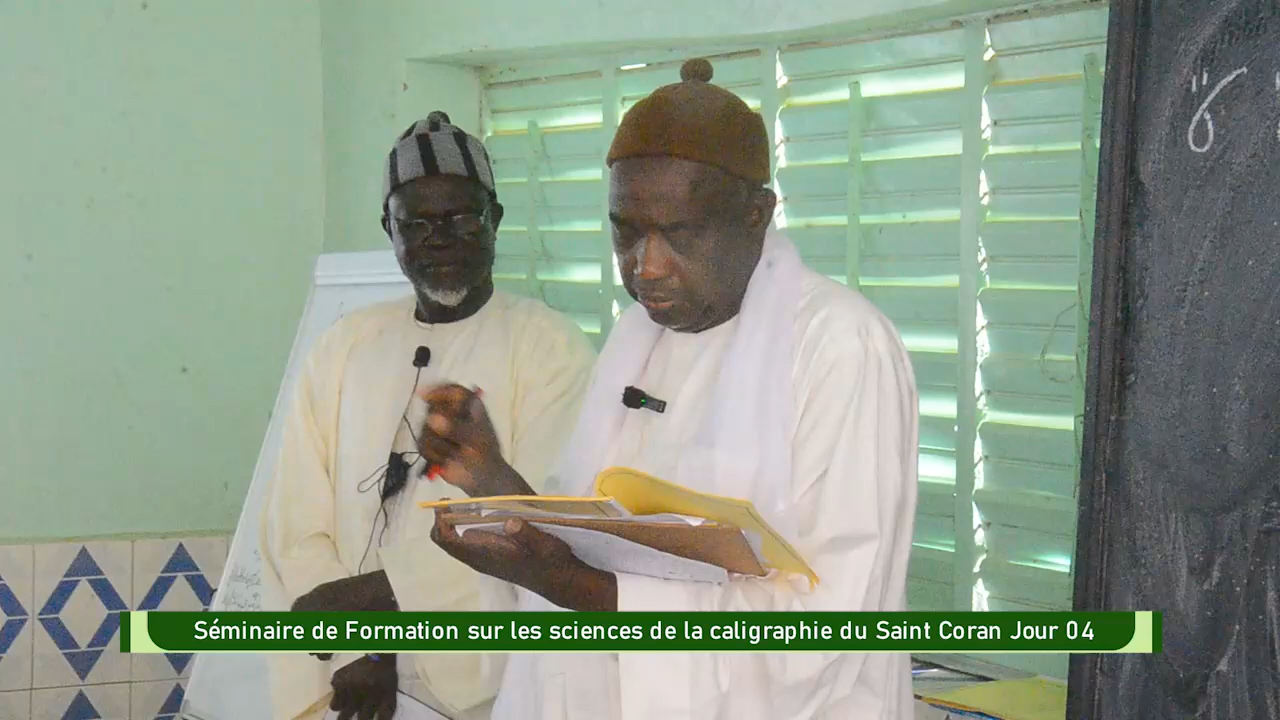 Séminaire de Formation sur les sciences de la caligraphie du Saint Coran Jour 04